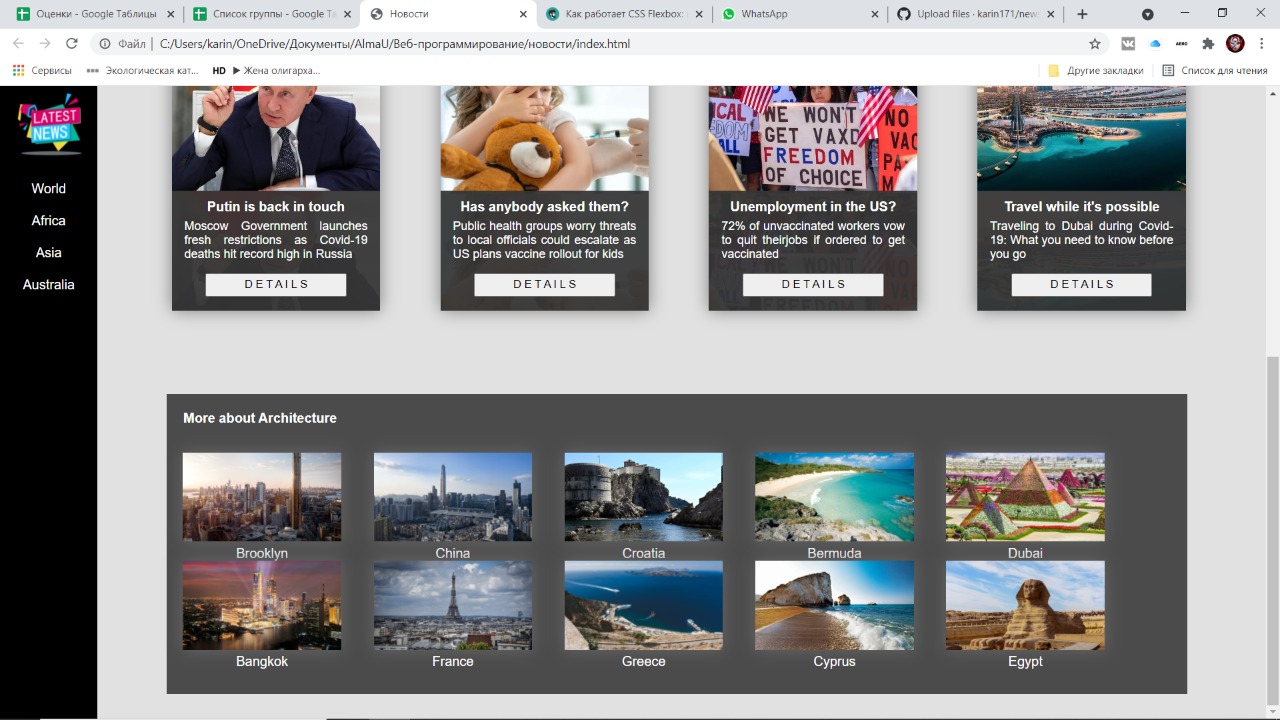 Оценки - Google Таблицы
Список группы - Google Та
Новости
Как работает CSS Flexbox:
WhatsApp
Upload files · karin171/new
Файл | C:/Users/karin/OneDrive/Документы/AlmaU/Веб-программирование/новости/index.html
Сервисы
Экологическая кат...
HD ▶ Жена олигарха...
Другие закладки
Список для чтения
LATEST
NEWS
World
Africa
Asia
Australia
Putin is back in touch
Moscow Government launches
fresh restrictions as Covid-19
deaths hit record high in Russia
DETAILS
Has anybody asked them?
Public health groups worry threats
to local officials could escalate as
US plans vaccine rollout for kids
DETAILS
WE WON'T
GET VAXD
FREEDOM
OF CHOICE
Unemployment in the US?
72% of unvaccinated workers vow
to quit theirjobs if ordered to get
vaccinated
DETAILS
Travel while it's possible
Traveling to Dubai during Covid-
19: What you need to know before
you go
DETAILS
More about Architecture
Brooklyn
China
Croatia
Bermuda
Dubai
Bangkok
France
Greece
Cyprus
Egypt